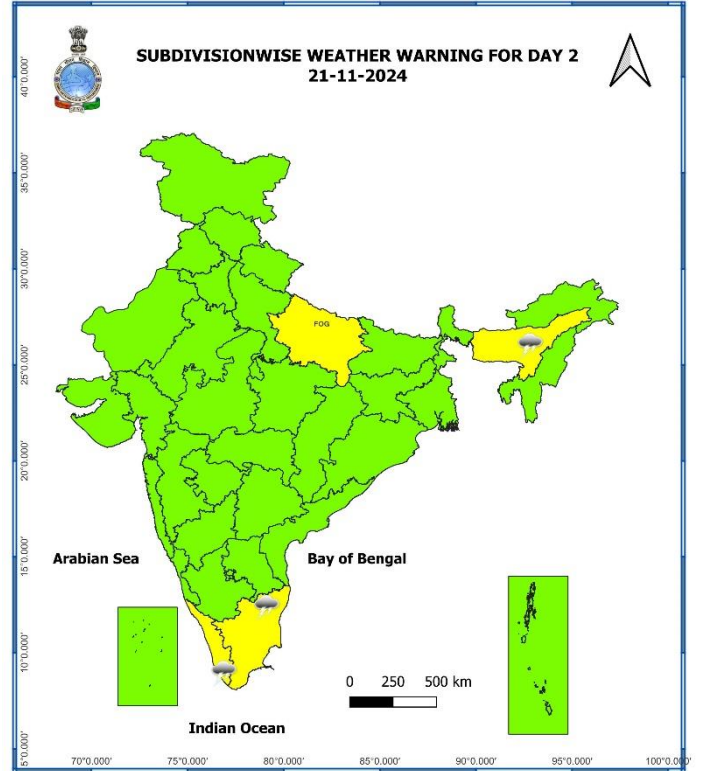 SUBDIVISIONWISE WEATHER WARNING FOR DAY 2
21-11-2024
40°0.000'
35°0.000'
30°0.000'
FOG
25°0.000'
20°0.000'
15°0.000'
Arabian Sea
Bay of Bengal
10°0.000'
0 250 500 km
Indian Ocean
5°0.000'
70°0.000' 75°0.000' 80°0.000' 85°0.000' 90°0.000' 95°0.000' 100°0.000'